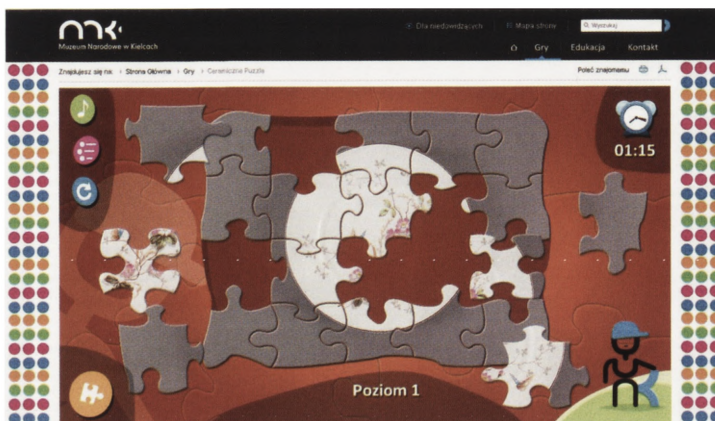 mnk
Muzeum Narodowe w Kielcach
Dla niedowidzących
Mapa strony
Wyszukaj
Gry Edukacja Kontakt
Znajdujesz się na: › Strona Główna › Gry › Ceramiczne Puzzle
Poleć znajomemu
01:15
Poziom 1